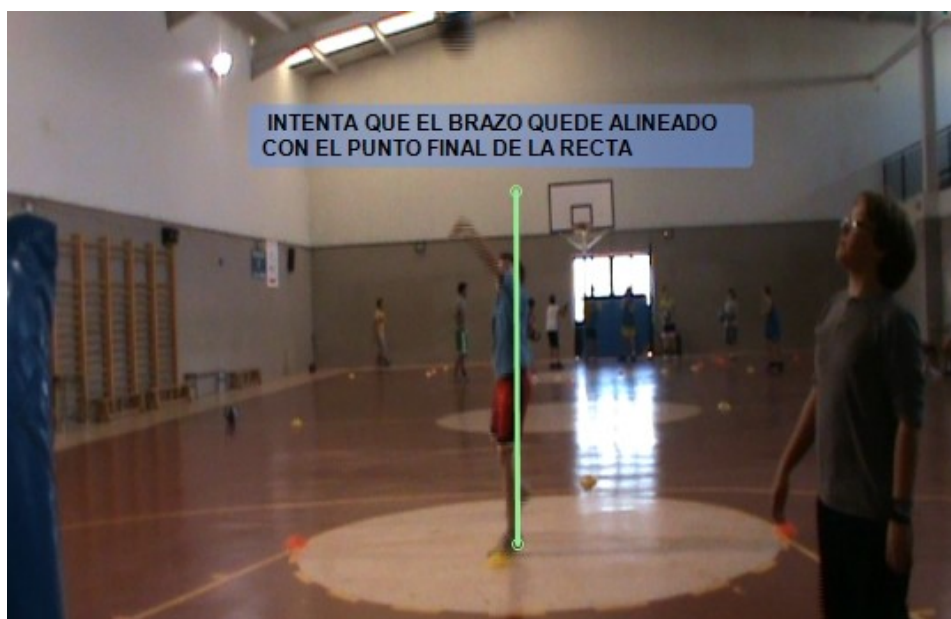 INTENTA QUE EL BRAZO QUEDE ALINEADO
CON EL PUNTO FINAL DE LA RECTA